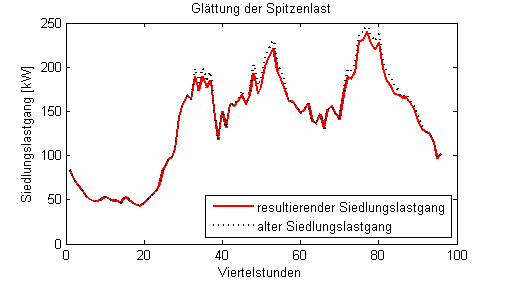 Glättung der Spitzenlast
Siedlungslastgang [kW]
250
200
150
100
50
0
0 20 40 60 80 100
Viertelstunden
resultierender Siedlungslastgang
alter Siedlungslastgang